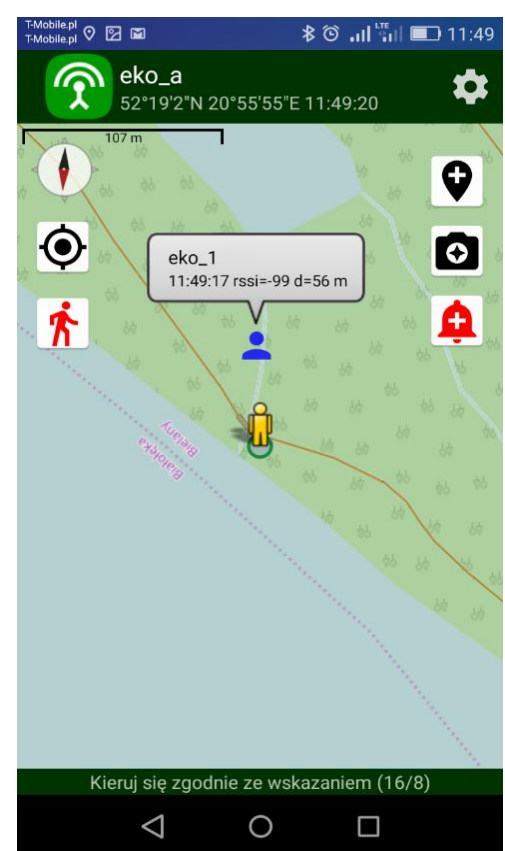 T-Mobile.pl
T-Mobile.pl
LTE
11:49
eko_a
52°19'2"N 20°55'55"E 11:49:20
107 m
eko_1
11:49:17 rssi=-99 d=56 m
Bielany
Białołęka
Kieruj się zgodnie ze wskazaniem (16/8)